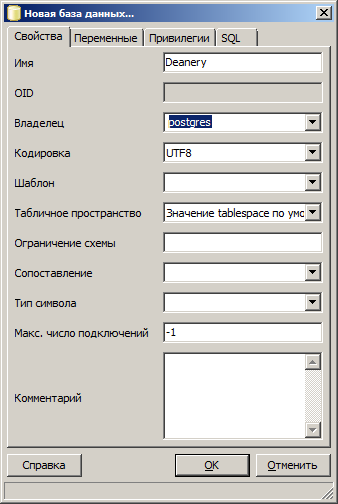 Новая база данных...
Свойства Переменные Привилегии SQL
Имя Deanery
OID
Владелец postgres
Кодировка UTF8
Шаблон
Табличное пространство Значение tablespace по умо
Ограничение схемы
Сопоставление
Тип символа
Макс. число подключений -1
Комментарий
Справка OK Отменить